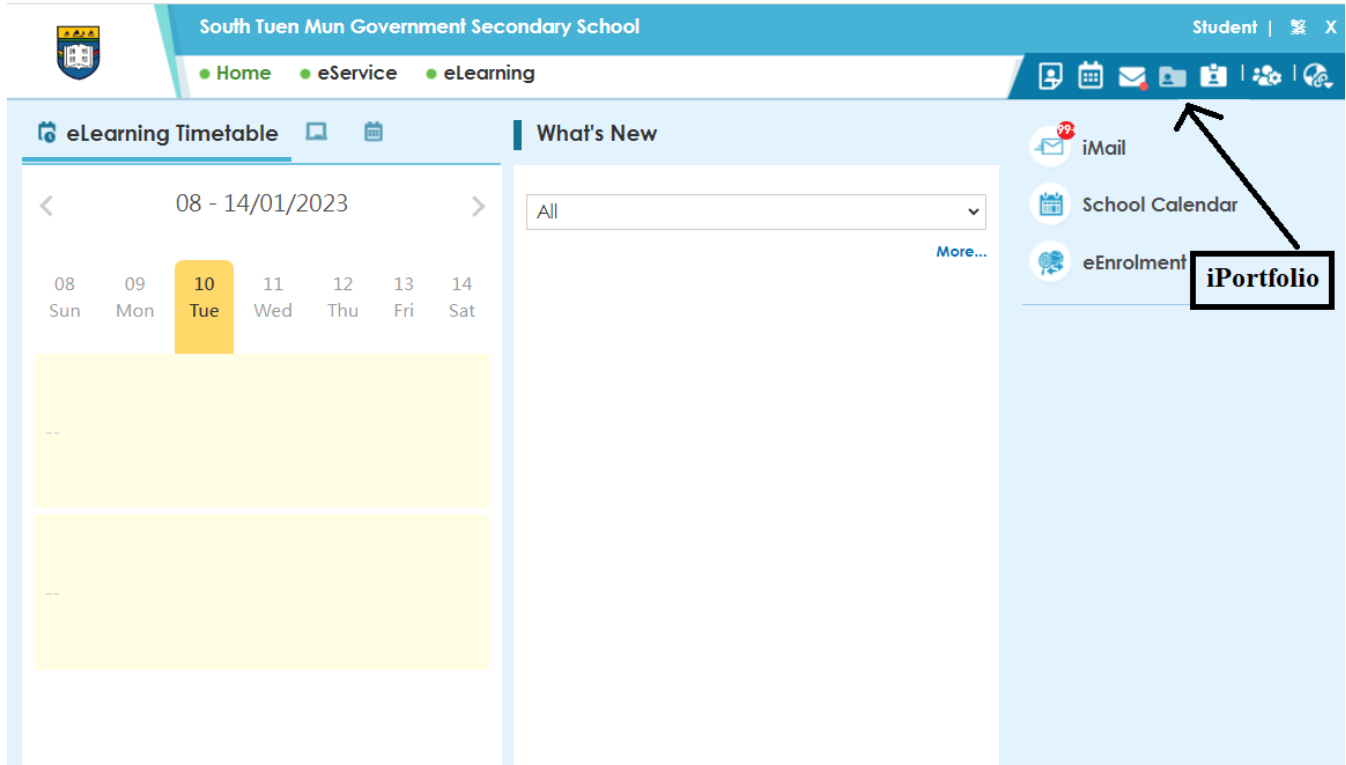 South Tuen Mun Government Secondary School
Student | 繁 X
Home eService eLearning
eLearning Timetable
What's New
99+
iMail
08 - 14/01/2023
All
School Calendar
More...
eEnrolment
iPortfolio
08 09 10 11 12 13 14
Sun Mon Tue Wed Thu Fri Sat
--
--